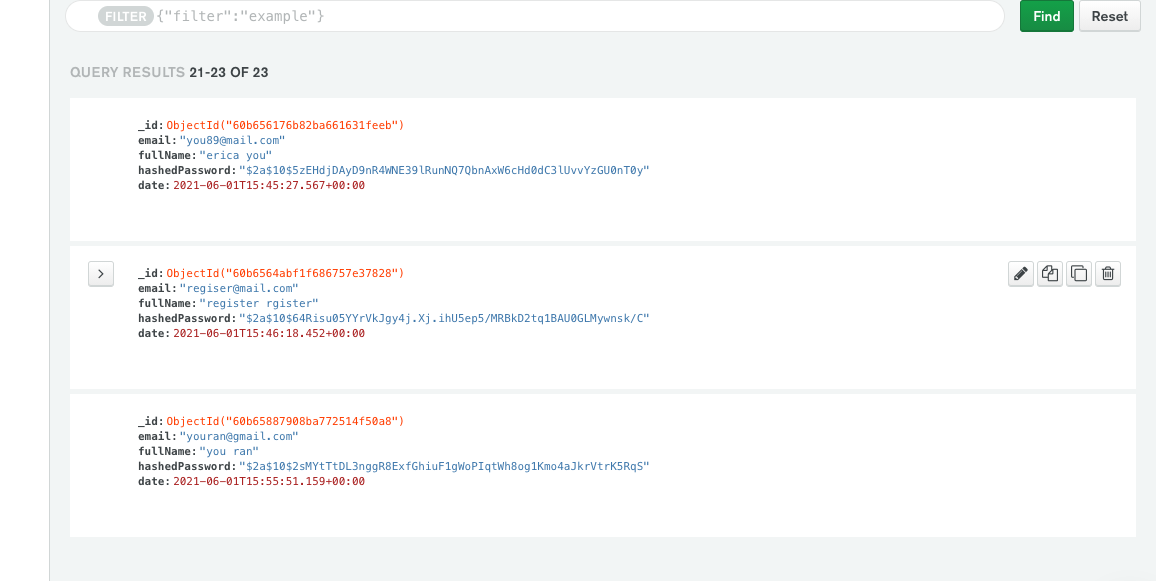 FILTER {"filter":"example"} Find Reset
QUERY RESULTS 21-23 OF 23
_id: ObjectId("60b656176b82ba661631feeb")
email: "you89@mail.com"
fullName: "erica you"
hashedPassword: "$2a$10$5zEHdjDAyD9nR4WNE39lRunNQ7QbnAxW6cHd0dC3lUvvYzGU0nT0y"
date: 2021-06-01T15:45:27.567+00:00
_id: ObjectId("60b6564abf1f686757e37828")
email: "regiser@mail.com"
fullName: "register rgister"
hashedPassword: "$2a$10$64Risu05YYrVkJgy4j.Xj.ihU5ep5/MRBkD2tq1BAU0GLMywnsk/C"
date: 2021-06-01T15:46:18.452+00:00
_id: ObjectId("60b65887908ba772514f50a8")
email: "youran@gmail.com"
fullName: "you ran"
hashedPassword: "$2a$10$2sMYtTtDL3nggR8ExfGhiuF1gWoPIqtWh8og1Kmo4aJkrVtrK5RqS"
date: 2021-06-01T15:55:51.159+00:00